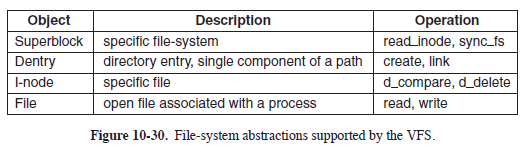 Object Description Operation
Superblock specific file-system read_inode, sync_fs
Dentry directory entry, single component of a path create, link
I-node specific file d_compare, d_delete
File open file associated with a process read, write
Figure 10-30. File-system abstractions supported by the VFS.